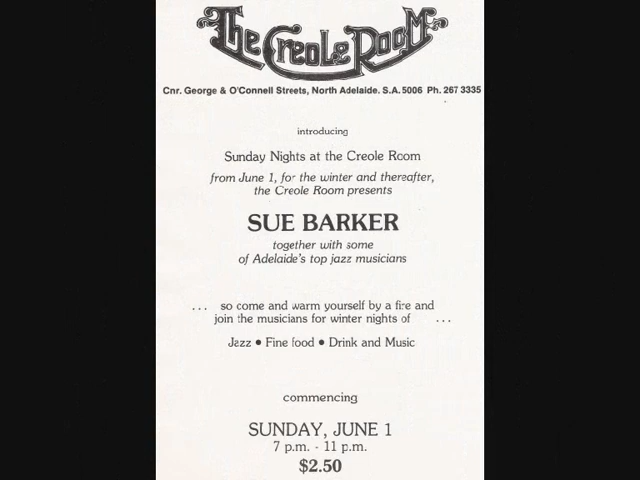 The Creole Room
Cnr. George & O'Connell Streets, North Adelaide. S.A. 5006 Ph. 267 3335
introducing
Sunday Nights at the Creole Room
from June 1, for the winter and thereafter,
the Creole Room presents
SUE BARKER
together with some
of Adelaide's top jazz musicians
... so come and warm yourself by a fire and
join the musicians for winter nights of ...
Jazz ● Fine food ● Drink and Music
commencing
SUNDAY, JUNE 1
7 p.m. - 11 p.m.
$2.50